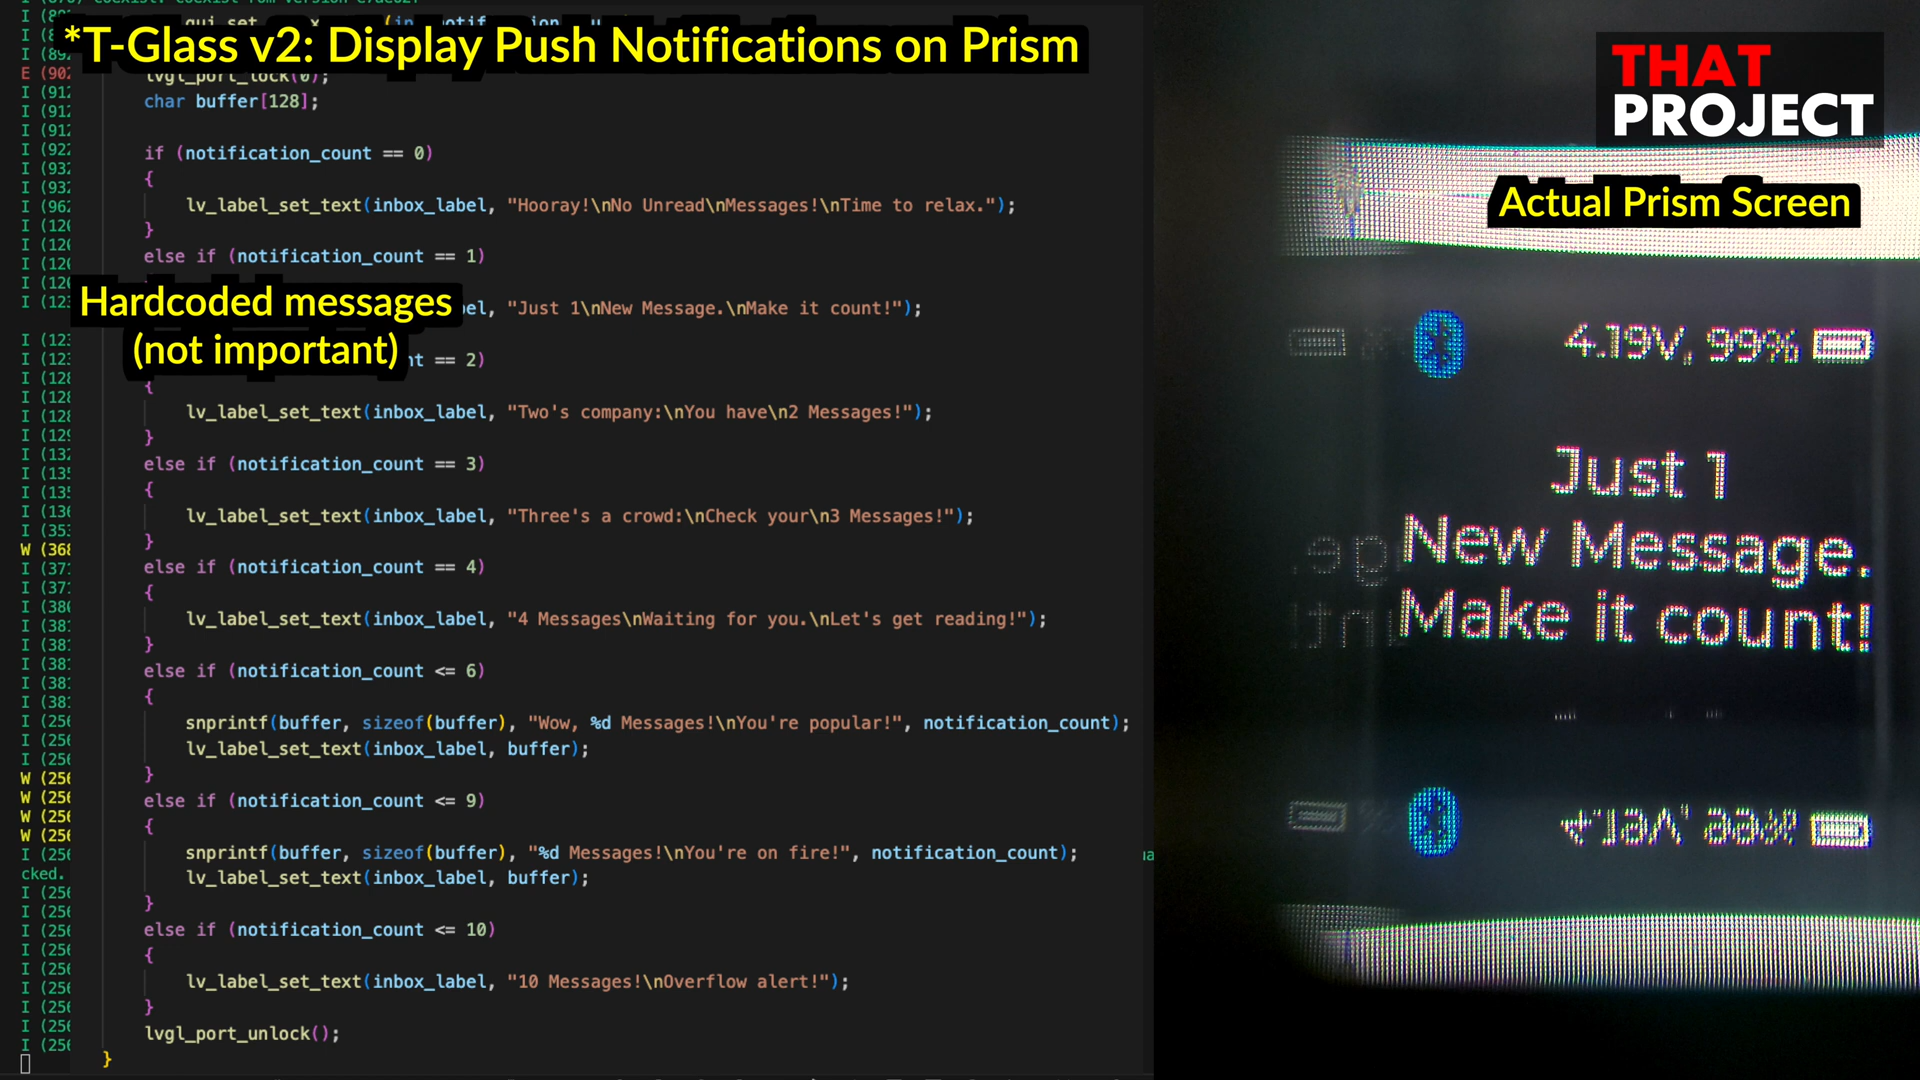 *T-Glass v2: Display Push Notifications on Prism
lvgl_port_lock(0);
char buffer[128];
if (notification_count == 0)
{
lv_label_set_text(inbox_label, "Hooray!\nNo Unread\nMessages!\nTime to relax.");
}
else if (notification_count == 1)
Hardcoded messages
(not important)
el, "Just 1\nNew Message.\nMake it count!");
nt == 2)
{
lv_label_set_text(inbox_label, "Two's company:\nYou have\n2 Messages!");
}
else if (notification_count == 3)
{
lv_label_set_text(inbox_label, "Three's a crowd:\nCheck your\n3 Messages!");
}
else if (notification_count == 4)
{
lv_label_set_text(inbox_label, "4 Messages\nWaiting for you.\nLet's get reading!");
}
else if (notification_count <= 6)
{
snprintf(buffer, sizeof(buffer), "Wow, %d Messages!\nYou're popular!", notification_count);
lv_label_set_text(inbox_label, buffer);
}
else if (notification_count <= 9)
{
snprintf(buffer, sizeof(buffer), "%d Messages!\nYou're on fire!", notification_count);
lv_label_set_text(inbox_label, buffer);
}
else if (notification_count <= 10)
{
lv_label_set_text(inbox_label, "10 Messages!\nOverflow alert!");
}
lvgl_port_unlock();
}
cked.
THAT
PROJECT
Actual Prism Screen
4.19V, 99%
Just 1
New Message.
Make it count!